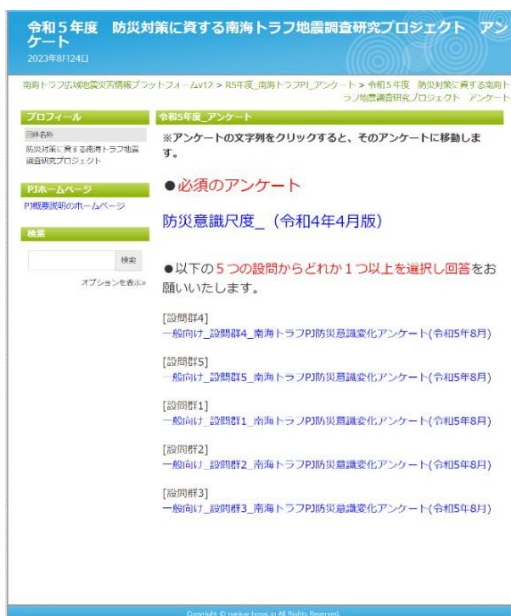 令和５年度　防災対策に資する南海トラフ地震調査研究プロジェクト　アン
ケート
2023年8月24日
南海トラフ広域地震災害情報プラットフォームv12 > R5年度_南海トラフPJ_アンケート > 令和５年度　防災対策に資する南海ト
ラフ地震調査研究プロジェクト　アンケート
プロフィール
団体名称
防災対策に資する南海トラフ地震
調査研究プロジェクト
PJホームページ
PJ概要説明のホームページ
検索
検索
オプションを表示»
令和5年度_アンケート
※アンケートの文字列をクリックすると、そのアンケートに移動しま
す。
●必須のアンケート
防災意識尺度_（令和4年4月版）
●以下の５つの設問からどれか１つ以上を選択し回答をお
願いいたします。
[設問群4]
一般向け_設問群4_南海トラフPJ防災意識変化アンケート(令和5年8月)
[設問群5]
一般向け_設問群5_南海トラフPJ防災意識変化アンケート(令和5年8月)
[設問群1]
一般向け_設問群1_南海トラフPJ防災意識変化アンケート(令和5年8月)
[設問群2]
一般向け_設問群2_南海トラフPJ防災意識変化アンケート(令和5年8月)
[設問群3]
一般向け_設問群3_南海トラフPJ防災意識変化アンケート(令和5年8月)
Copyright © All Rights Reserved.